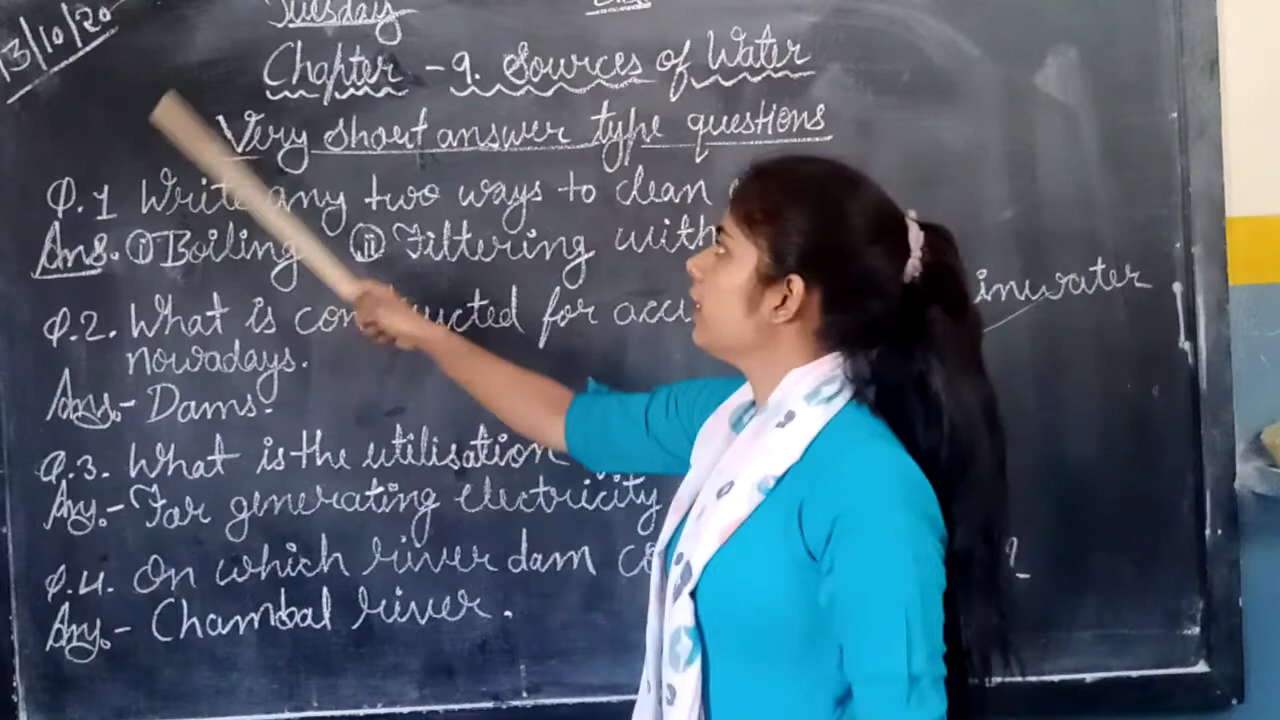 13/10/20
Tuesday
Chapter - 9. Sources of Water
Very short answer type questions
Q.1 Write any two ways to clean
Ans. (i) Boiling (ii) Filtering with
Q.2. What is constructed for accu inwater
nowadays.
Ans.- Dams.
Q.3. What is the utilisation
Ans.- For generating electricity
Q.4. On which river dam co ?
Ans.- Chambal river.